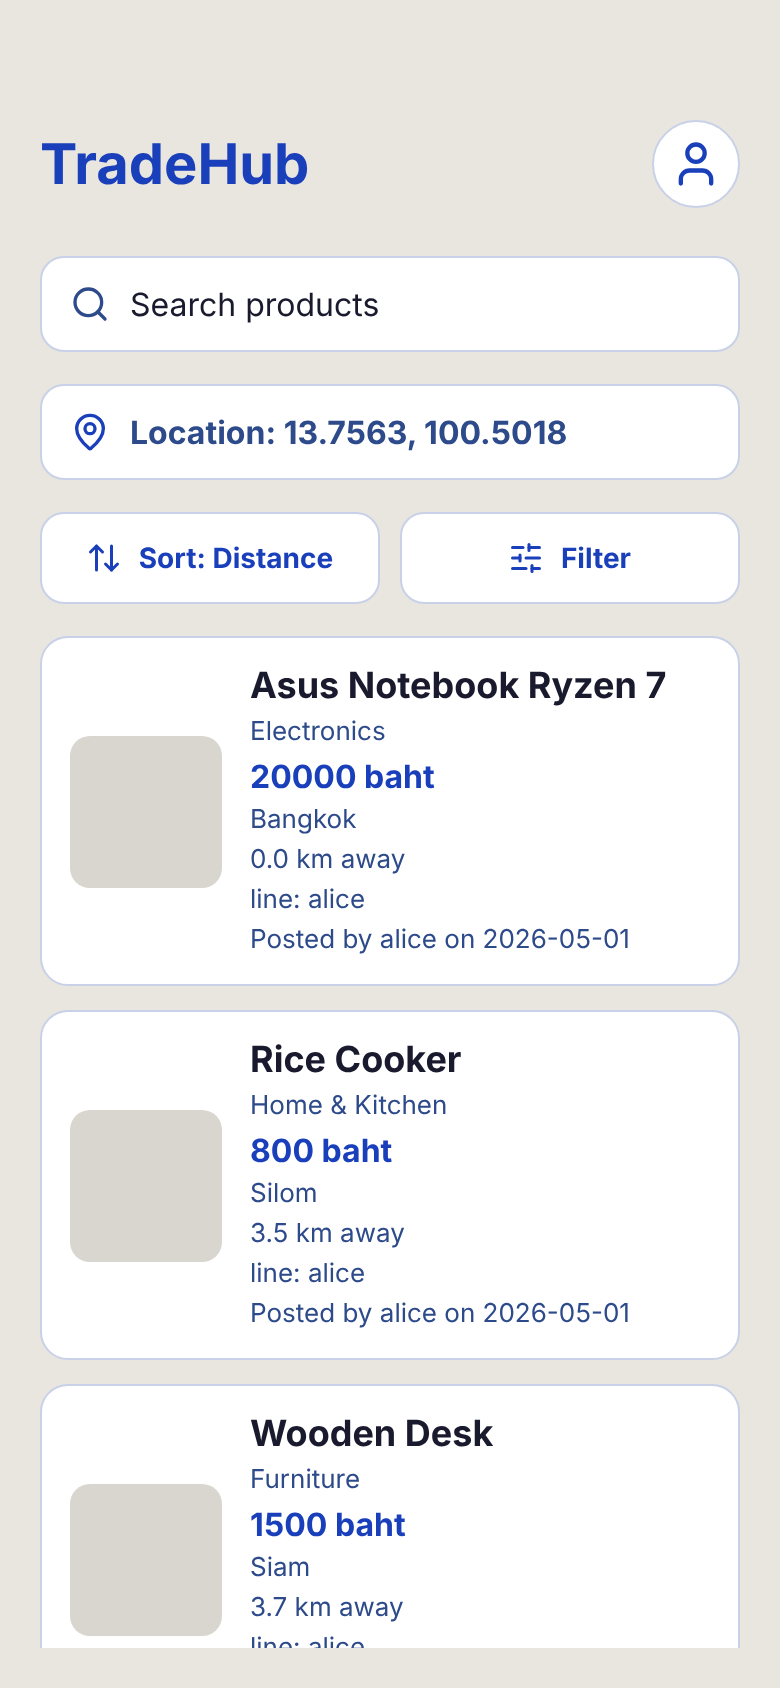 TradeHub
Search products
Location: 13.7563, 100.5018
Sort: Distance
Filter
Asus Notebook Ryzen 7
Electronics
20000 baht
Bangkok
0.0 km away
line: alice
Posted by alice on 2026-05-01
Rice Cooker
Home & Kitchen
800 baht
Silom
3.5 km away
line: alice
Posted by alice on 2026-05-01
Wooden Desk
Furniture
1500 baht
Siam
3.7 km away
line: alice